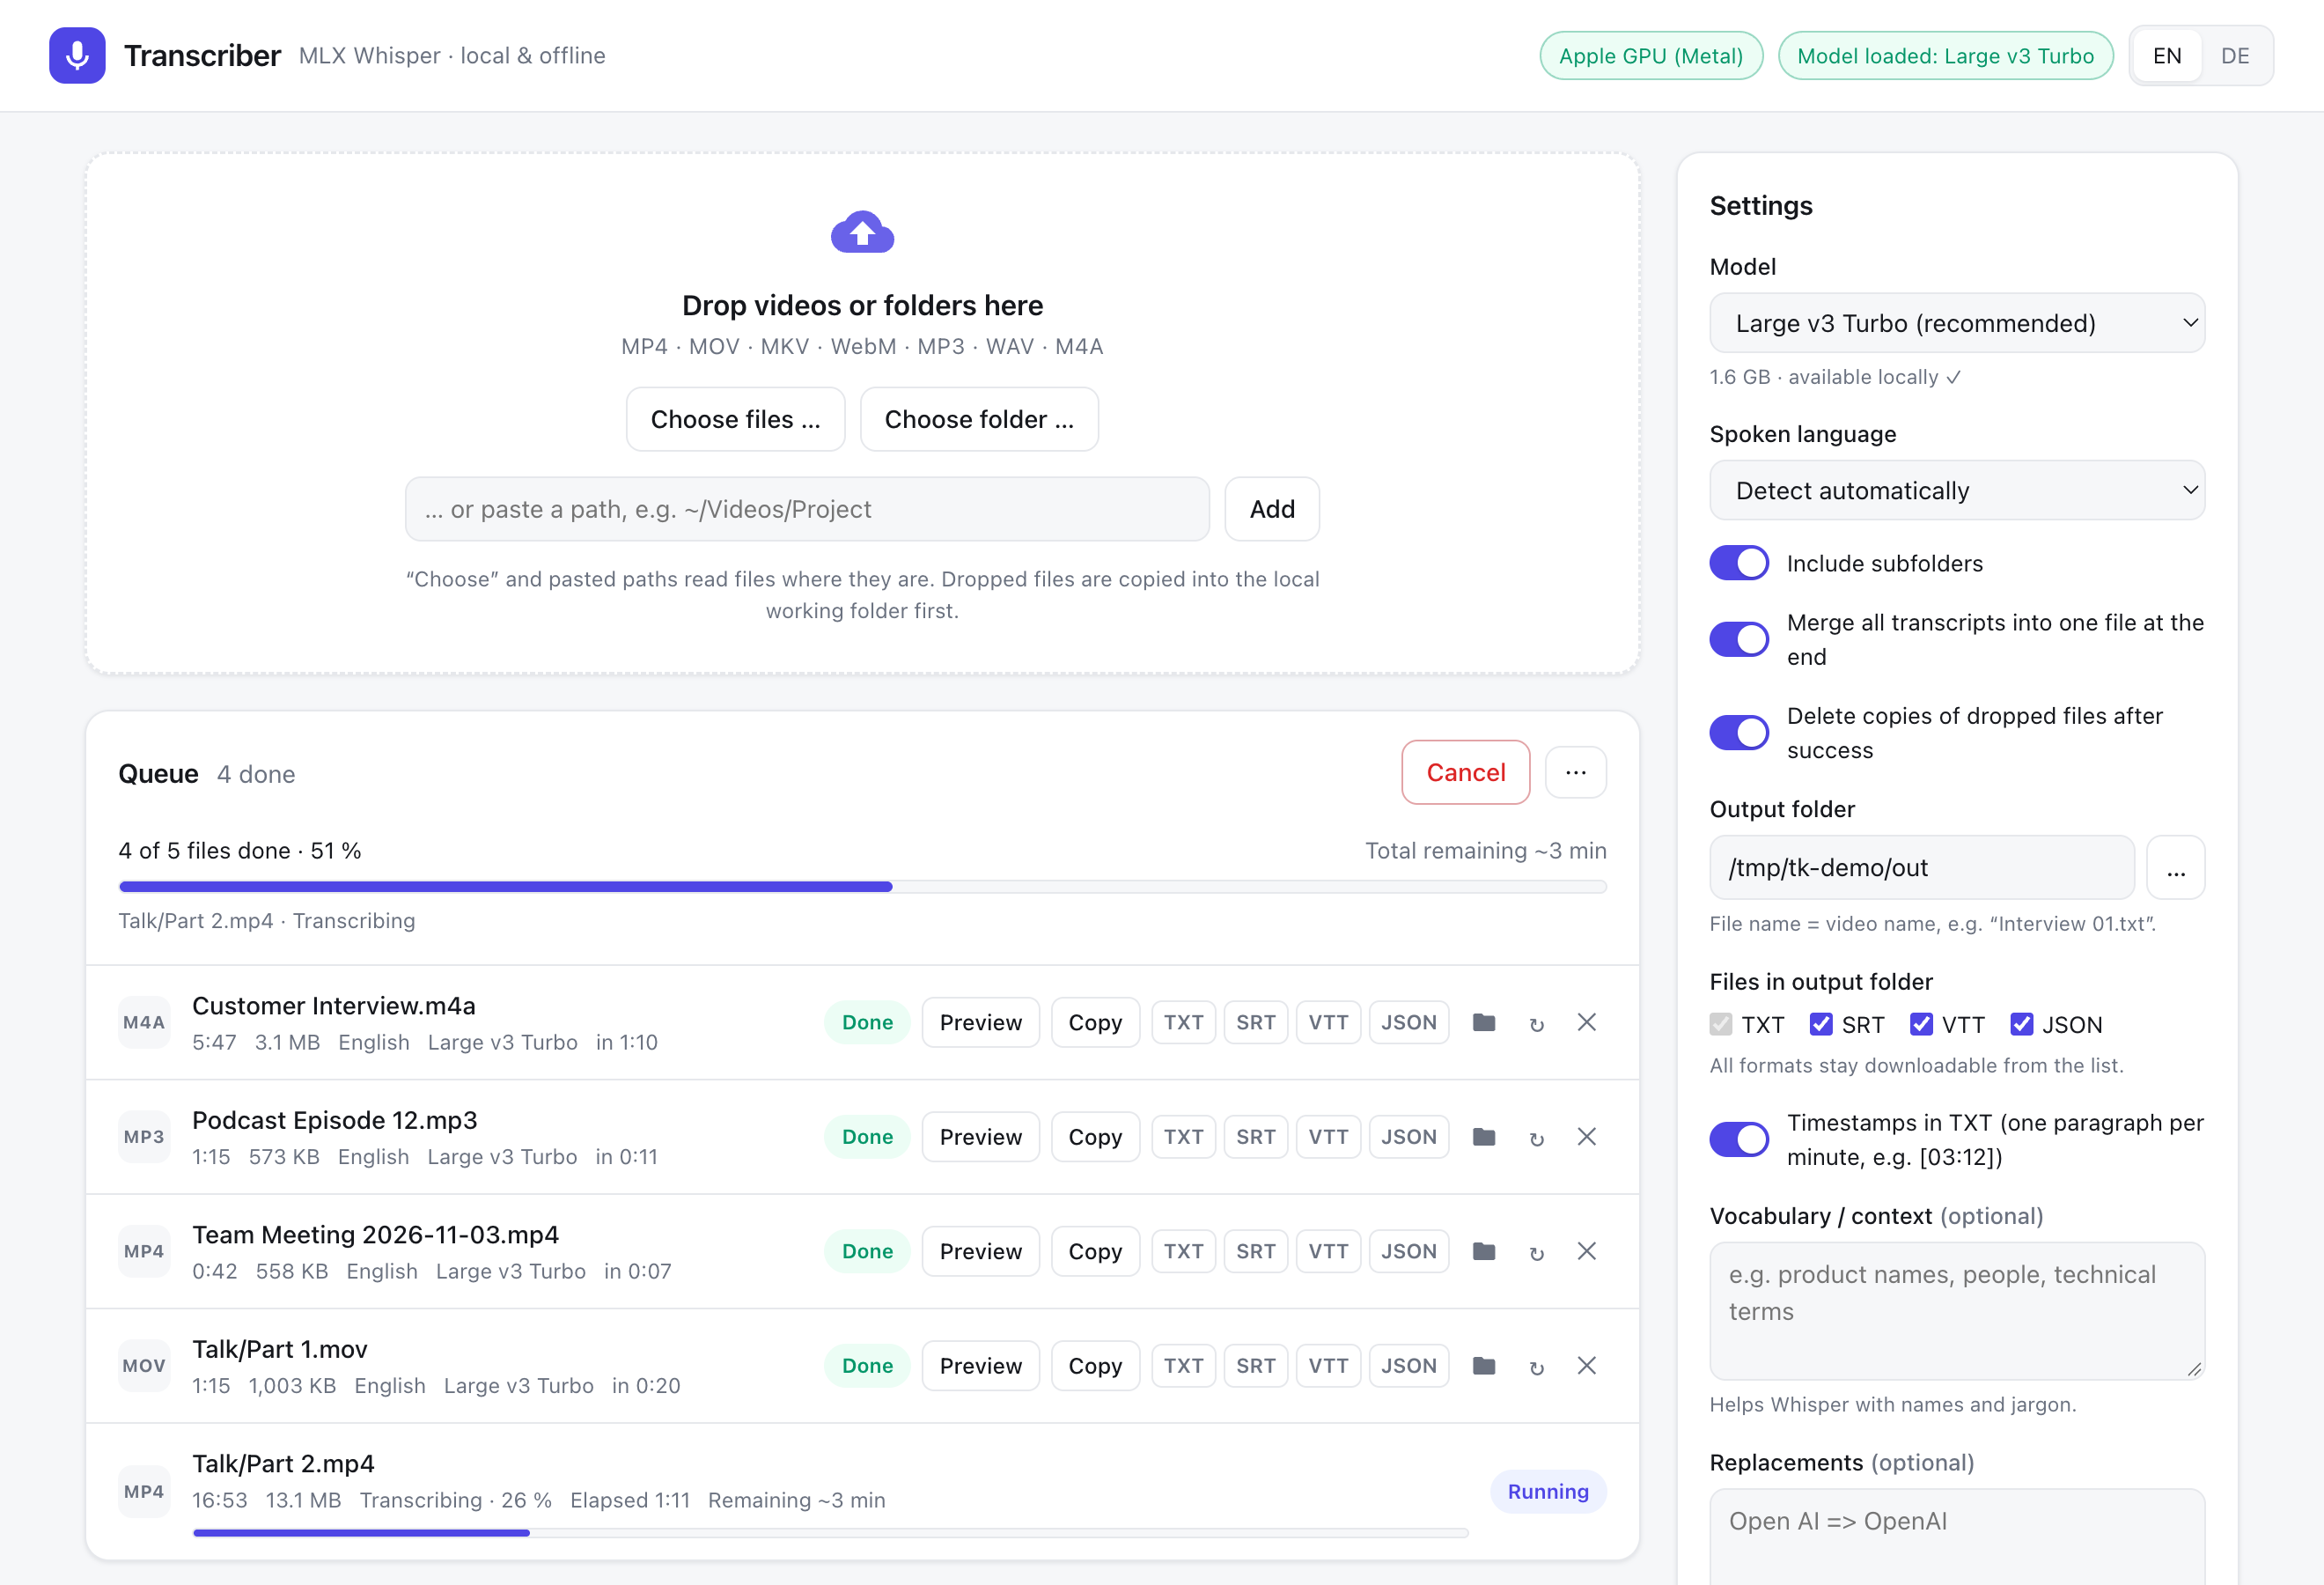 Transcriber MLX Whisper · local & offline
Apple GPU (Metal)
Model loaded: Large v3 Turbo
EN DE
Drop videos or folders here
MP4 · MOV · MKV · WebM · MP3 · WAV · M4A
Choose files ... Choose folder ...
... or paste a path, e.g. ~/Videos/Project Add
“Choose” and pasted paths read files where they are. Dropped files are copied into the local
working folder first.
Queue 4 done
Cancel ...
4 of 5 files done · 51 % Total remaining ~3 min
Talk/Part 2.mp4 · Transcribing
M4A
Customer Interview.m4a
5:47 3.1 MB English Large v3 Turbo in 1:10
Done Preview Copy TXT SRT VTT JSON
MP3
Podcast Episode 12.mp3
1:15 573 KB English Large v3 Turbo in 0:11
Done Preview Copy TXT SRT VTT JSON
MP4
Team Meeting 2026-11-03.mp4
0:42 558 KB English Large v3 Turbo in 0:07
Done Preview Copy TXT SRT VTT JSON
MOV
Talk/Part 1.mov
1:15 1,003 KB English Large v3 Turbo in 0:20
Done Preview Copy TXT SRT VTT JSON
MP4
Talk/Part 2.mp4
16:53 13.1 MB Transcribing · 26 % Elapsed 1:11 Remaining ~3 min
Running
Settings
Model
Large v3 Turbo (recommended)
1.6 GB · available locally ✓
Spoken language
Detect automatically
Include subfolders
Merge all transcripts into one file at the
end
Delete copies of dropped files after
success
Output folder
/tmp/tk-demo/out ...
File name = video name, e.g. “Interview 01.txt”.
Files in output folder
TXT SRT VTT JSON
All formats stay downloadable from the list.
Timestamps in TXT (one paragraph per
minute, e.g. [03:12])
Vocabulary / context (optional)
e.g. product names, people, technical
terms
Helps Whisper with names and jargon.
Replacements (optional)
Open AI => OpenAI